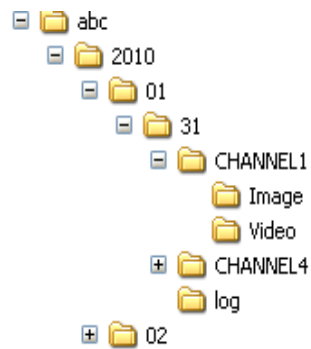 abc
2010
01
31
CHANNEL1
Image
Video
CHANNEL4
log
02